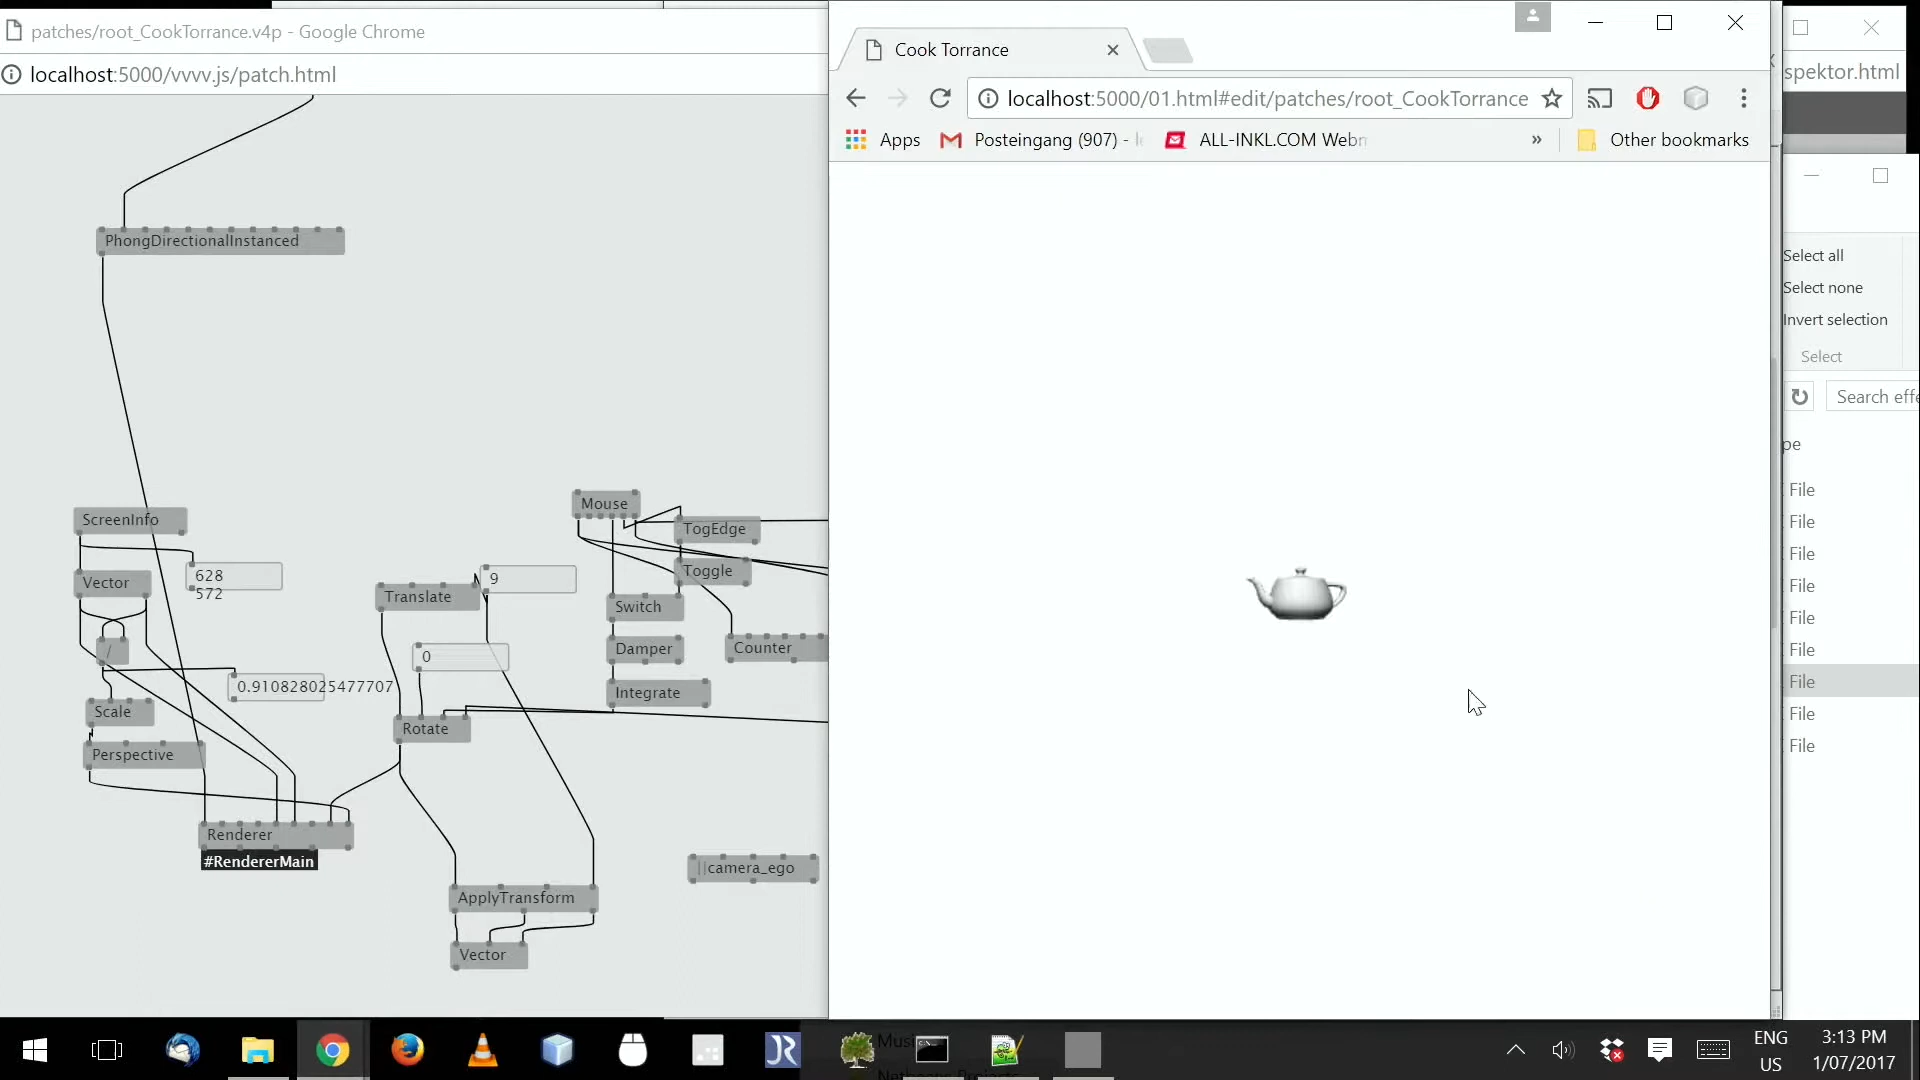 patches/root_CookTorrance.v4p - Google Chrome
localhost:5000/vvvv.js/patch.html
PhongDirectionalInstanced
ScreenInfo
Vector
628
572
/
0.910828025477707
Scale
Perspective
Renderer
#RendererMain
Translate
9
0
Rotate
Mouse
TogEdge
Toggle
Switch
Damper
Counter
Integrate
ApplyTransform
Vector
||camera_ego
Cook Torrance
localhost:5000/01.html#edit/patches/root_CookTorrance
Apps
Posteingang (907) -
ALL-INKL.COM Webm
»
Other bookmarks
spektor.html
Select all
Select none
Invert selection
Select
Search effe
pe
File
File
File
File
File
File
File
File
File
ENG
US
3:13 PM
1/07/2017